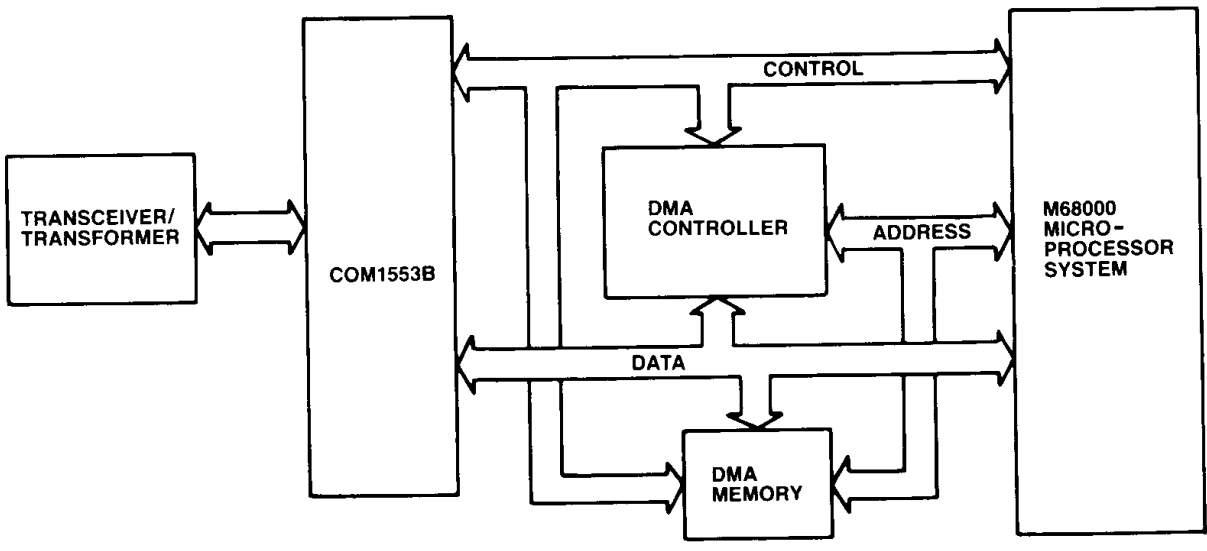 CONTROL
TRANSCEIVER/
TRANSFORMER
COM1553B
DMA
CONTROLLER
ADDRESS
M68000
MICRO-
PROCESSOR
SYSTEM
DATA
DMA
MEMORY